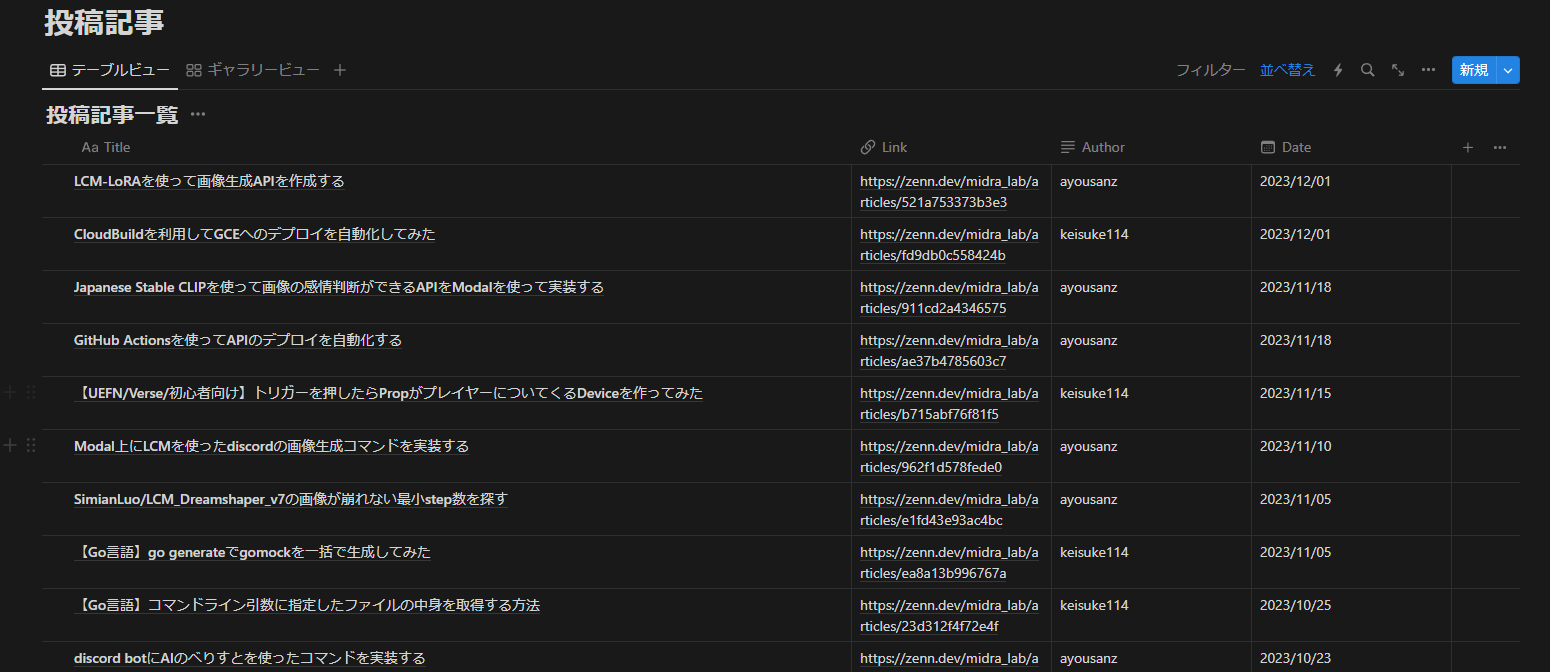 投稿記事
テーブルビュー ギャラリービュー
フィルター 並べ替え 新規
投稿記事一覧
Aa Title Link Author Date
LCM-LoRAを使って画像生成APIを作成する https://zenn.dev/midra_lab/a ayousanz 2023/12/01
rticles/521a753373b3e3
CloudBuildを利用してGCEへのデプロイを自動化してみた https://zenn.dev/midra_lab/a keisuke114 2023/12/01
rticles/fd9db0c558424b
Japanese Stable CLIPを使って画像の感情判断ができるAPIをModalを使って実装する https://zenn.dev/midra_lab/a ayousanz 2023/11/18
rticles/911cd2a4346575
GitHub Actionsを使ってAPIのデプロイを自動化する https://zenn.dev/midra_lab/a ayousanz 2023/11/18
rticles/ae37b4785603c7
【UEFN/Verse/初心者向け】トリガーを押したらPropがプレイヤーについてくるDeviceを作ってみた https://zenn.dev/midra_lab/a keisuke114 2023/11/15
rticles/b715abf76f81f5
Modal上にLCMを使ったdiscordの画像生成コマンドを実装する https://zenn.dev/midra_lab/a ayousanz 2023/11/10
rticles/962f1d578fede0
SimianLuo/LCM_Dreamshaper_v7の画像が崩れない最小step数を探す https://zenn.dev/midra_lab/a ayousanz 2023/11/05
rticles/e1fd43e93ac4bc
【Go言語】go generateでgomockを一括で生成してみた https://zenn.dev/midra_lab/a keisuke114 2023/11/05
rticles/ea8a13b996767a
【Go言語】コマンドライン引数に指定したファイルの中身を取得する方法 https://zenn.dev/midra_lab/a keisuke114 2023/10/25
rticles/23d312f4f72e4f
discord botにAIのべりすとを使ったコマンドを実装する https://zenn.dev/midra_lab/a ayousanz 2023/10/23